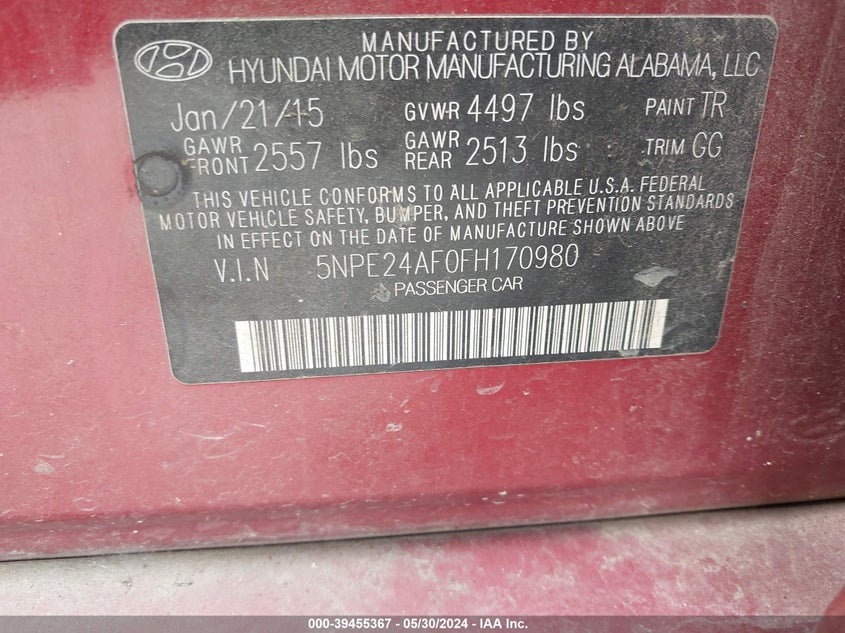 MANUFACTURED BY
HYUNDAI MOTOR MANUFACTURING ALABAMA, LLC
Jan/21/15 GVWR 4497 lbs PAINT TR
GAWR FRONT 2557 lbs GAWR REAR 2513 lbs TRIM GG
THIS VEHICLE CONFORMS TO ALL APPLICABLE U.S.A. FEDERAL
MOTOR VEHICLE SAFETY, BUMPER, AND THEFT PREVENTION STANDARDS
IN EFFECT ON THE DATE OF MANUFACTURE SHOWN ABOVE
V.I.N 5NPE24AF0FH170980
PASSENGER CAR
000-39455367 / 05/30/2024 - IAA Inc.